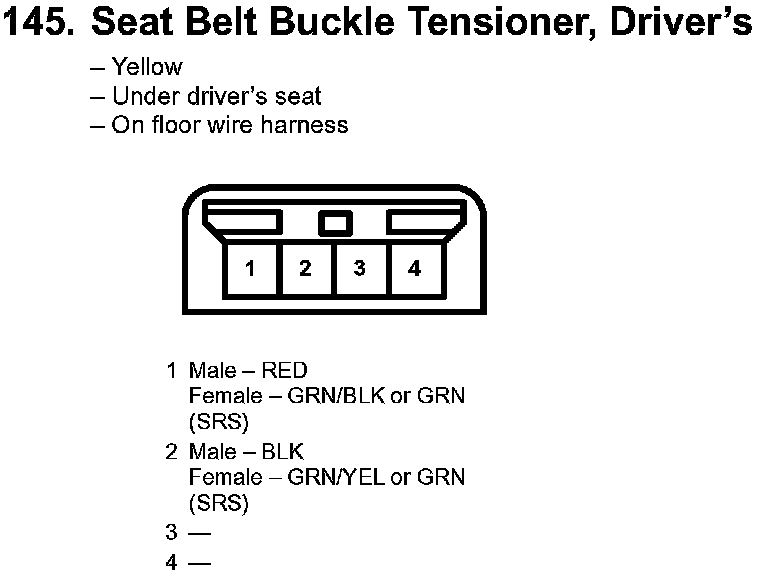 145. Seat Belt Buckle Tensioner, Driver’s
– Yellow
– Under driver’s seat
– On floor wire harness
1 2 3 4
1 Male – RED
Female – GRN/BLK or GRN
(SRS)
2 Male – BLK
Female – GRN/YEL or GRN
(SRS)
3 —
4 —